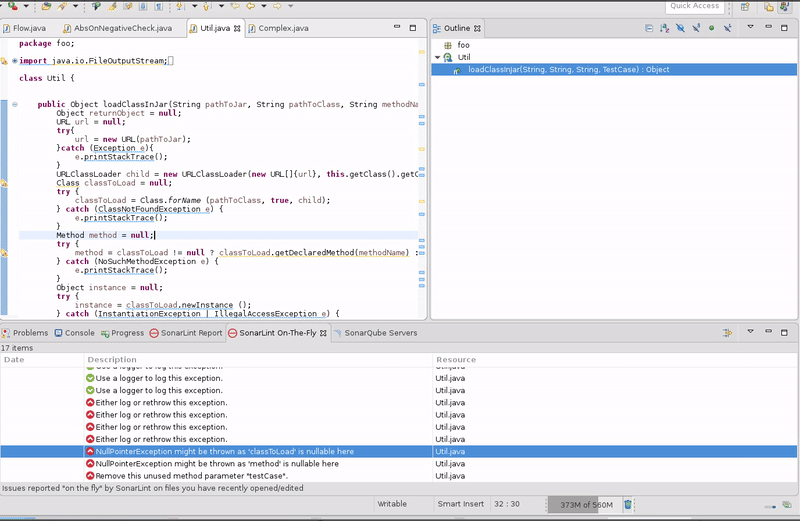 Quick Access
Flow.java
AbsOnNegativeCheck.java
Util.java
Complex.java
Outline
package foo;
import java.io.FileOutputStream;
class Util {
public Object loadClassInJar(String pathToJar, String pathToClass, String methodNa
Object returnObject = null;
URL url = null;
try{
url = new URL(pathToJar);
}catch (Exception e){
e.printStackTrace();
}
URLClassLoader child = new URLClassLoader(new URL[]{url}, this.getClass().getC
Class classToLoad = null;
try {
classToLoad = Class.forName (pathToClass, true, child);
} catch (ClassNotFoundException e) {
e.printStackTrace();
}
Method method = null;
try {
method = classToLoad != null ? classToLoad.getDeclaredMethod(methodName) :
} catch (NoSuchMethodException e) {
e.printStackTrace();
}
Object instance = null;
try {
instance = classToLoad.newInstance ();
} catch (InstantiationException | IllegalAccessException e) {
foo
Util
loadClassInJar(String, String, String, TestCase) : Object
Problems
Console
Progress
SonarLint Report
SonarLint On-The-Fly
SonarQube Servers
17 items
Date Description Resource
Use a logger to log this exception. Util.java
Use a logger to log this exception. Util.java
Use a logger to log this exception. Util.java
Either log or rethrow this exception. Util.java
Either log or rethrow this exception. Util.java
Either log or rethrow this exception. Util.java
Either log or rethrow this exception. Util.java
NullPointerException might be thrown as 'classToLoad' is nullable here Util.java
NullPointerException might be thrown as 'method' is nullable here Util.java
Remove this unused method parameter "testCase". Util.java
Issues reported "on the fly" by SonarLint on files you have recently opened/edited
Writable
Smart Insert
32 : 30
373M of 560M